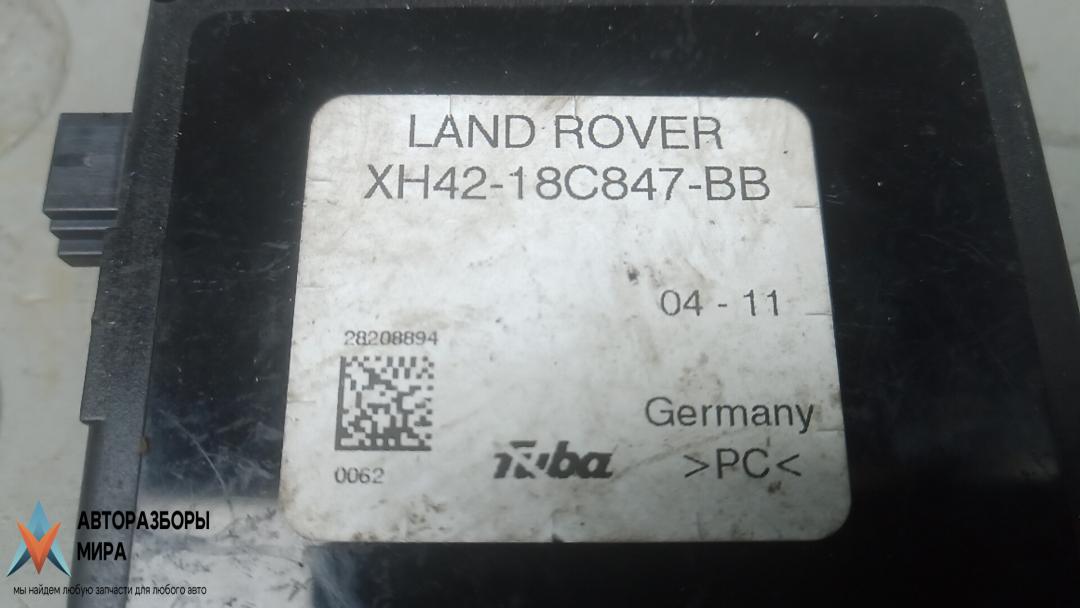 LAND ROVER
XH42-18C847-BB
04 - 11
28208894
Germany
0062
fuba
>PC<
АВТОРАЗБОРЫ
МИРА
мы найдем любую запчасти для любого авто